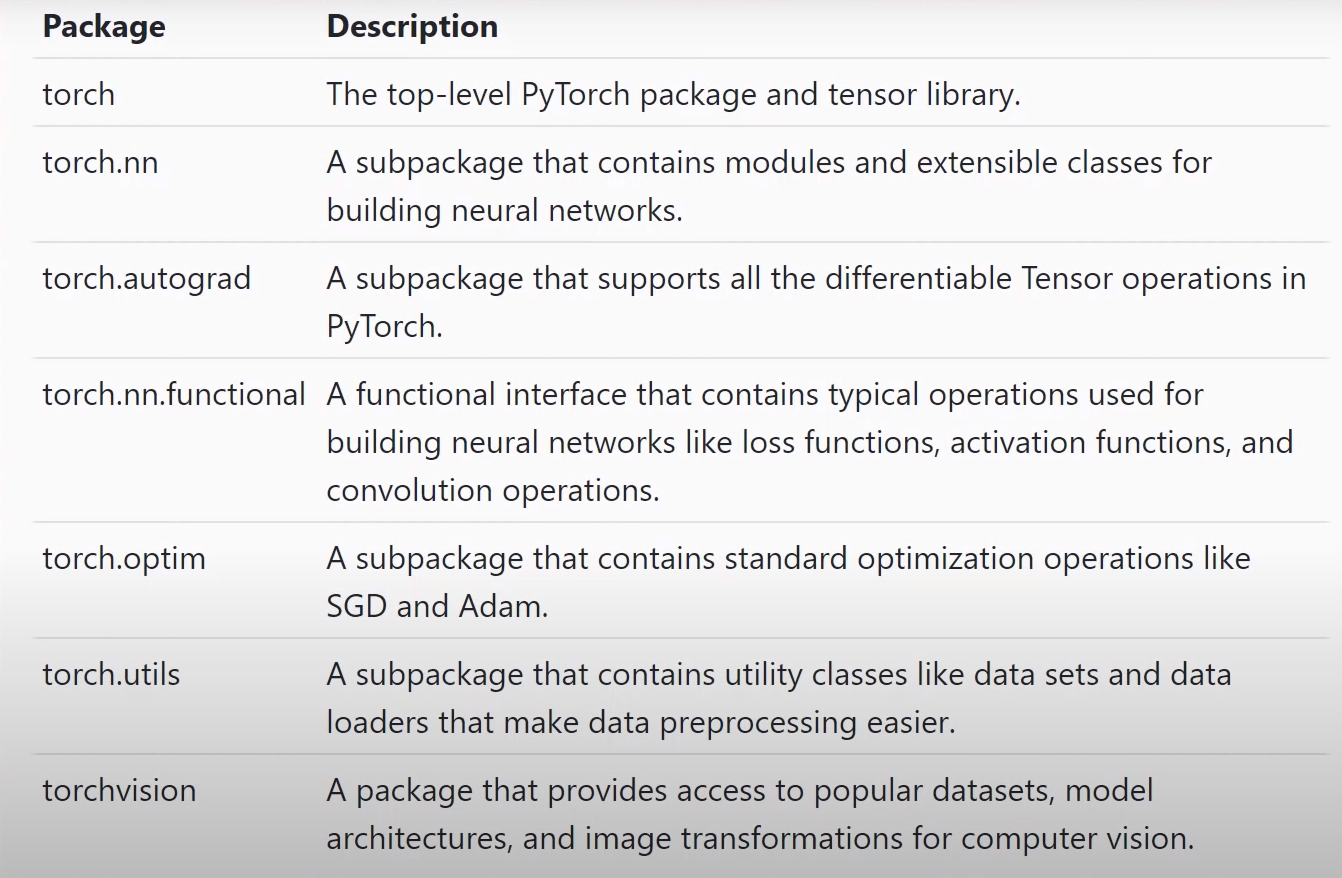 Package Description
torch The top-level PyTorch package and tensor library.
torch.nn A subpackage that contains modules and extensible classes for
building neural networks.
torch.autograd A subpackage that supports all the differentiable Tensor operations in
PyTorch.
torch.nn.functional A functional interface that contains typical operations used for
building neural networks like loss functions, activation functions, and
convolution operations.
torch.optim A subpackage that contains standard optimization operations like
SGD and Adam.
torch.utils A subpackage that contains utility classes like data sets and data
loaders that make data preprocessing easier.
torchvision A package that provides access to popular datasets, model
architectures, and image transformations for computer vision.